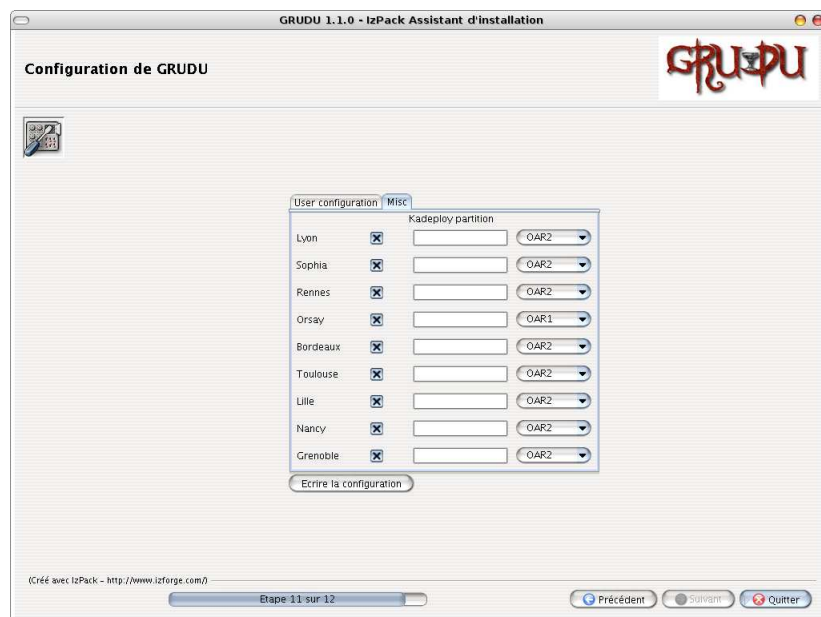 GRUDU 1.1.0 - IzPack Assistant d'installation
Configuration de GRUDU
GRUDU
User configuration Misc
Kadeploy partition
Lyon OAR2
Sophia OAR2
Rennes OAR2
Orsay OAR1
Bordeaux OAR2
Toulouse OAR2
Lille OAR2
Nancy OAR2
Grenoble OAR2
Ecrire la configuration
(Créé avec IzPack - http://www.izforge.com/)
Etape 11 sur 12
Précédent Suivant Quitter